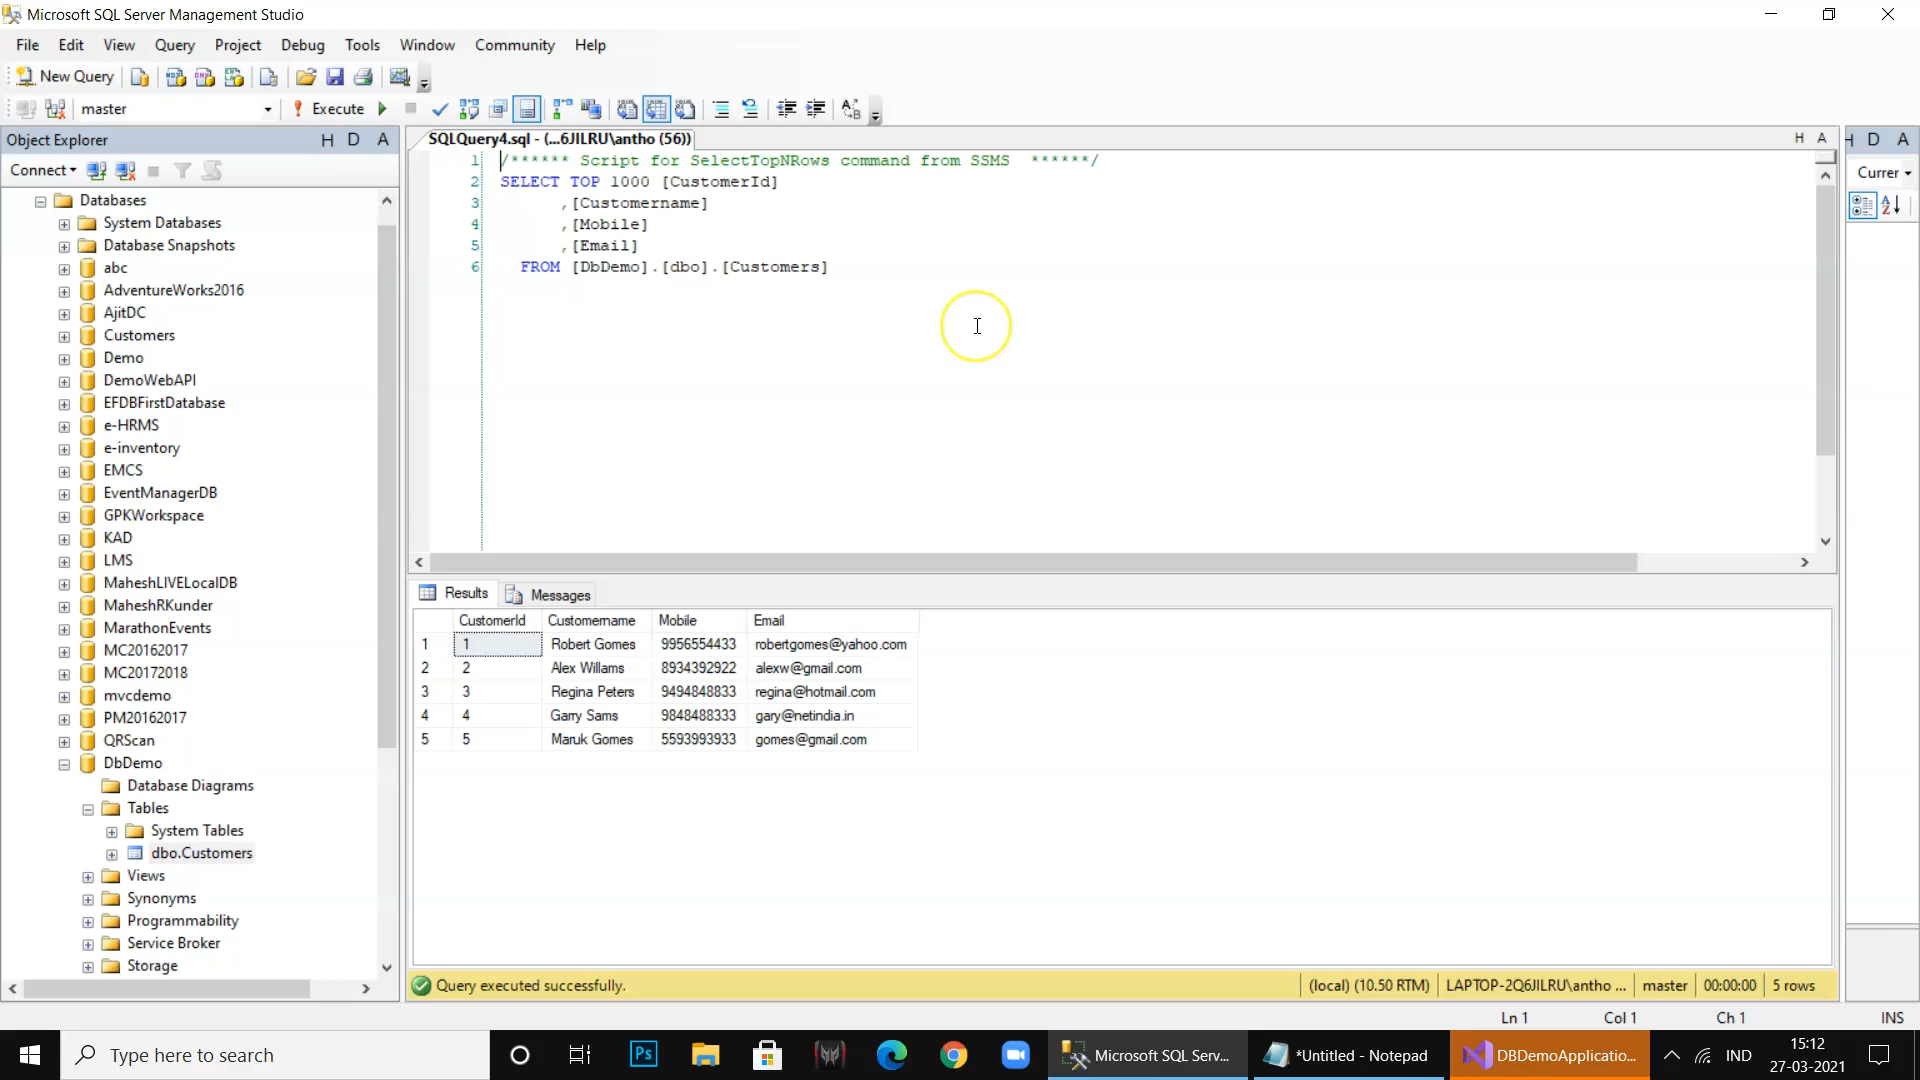 Microsoft SQL Server Management Studio
File Edit View Query Project Debug Tools Window Community Help
New Query
master Execute
Object Explorer H D A
Connect
Databases
System Databases
Database Snapshots
abc
AdventureWorks2016
AjitDC
Customers
Demo
DemoWebAPI
EFDBFirstDatabase
e-HRMS
e-inventory
EMCS
EventManagerDB
GPKWorkspace
KAD
LMS
MaheshLIVELocalDB
MaheshRKunder
MarathonEvents
MC20162017
MC20172018
mvcdemo
PM20162017
QRScan
DbDemo
Database Diagrams
Tables
System Tables
dbo.Customers
Views
Synonyms
Programmability
Service Broker
Storage
SQLQuery4.sql - (...6JILRU\antho (56)) H A
1 /****** Script for SelectTopNRows command from SSMS ******/
2 SELECT TOP 1000 [CustomerId]
3 ,[Customername]
4 ,[Mobile]
5 ,[Email]
6 FROM [DbDemo].[dbo].[Customers]
H D A
Currer
Results Messages
CustomerId Customername Mobile Email
1 1 Robert Gomes 9956554433 robertgomes@yahoo.com
2 2 Alex Willams 8934392922 alexw@gmail.com
3 3 Regina Peters 9494848833 regina@hotmail.com
4 4 Garry Sams 9848488333 gary@netindia.in
5 5 Maruk Gomes 5593993933 gomes@gmail.com
Query executed successfully. (local) (10.50 RTM) LAPTOP-2Q6JILRU\antho ... master 00:00:00 5 rows
Ln 1 Col 1 Ch 1 INS
Type here to search
Ps
Microsoft SQL Serv...
*Untitled - Notepad
DBDemoApplicatio...
IND
15:12
27-03-2021